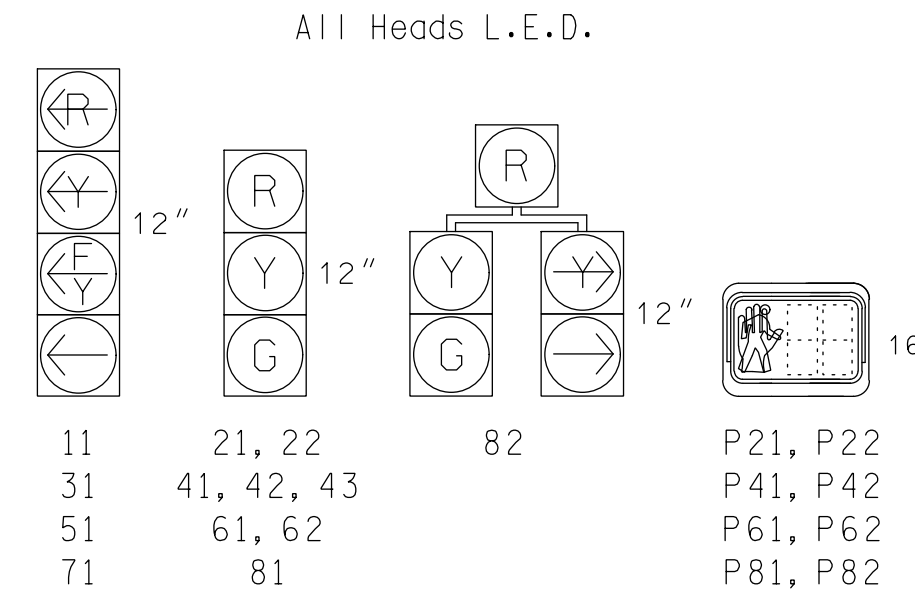 All Heads L.E.D.
R
Y
F
Y
12"
R
Y
G
12"
R
Y
Y
G
12"
16
11
21, 22
82
P21, P22
31
41, 42, 43
P41, P42
51
61, 62
P61, P62
71
81
P81, P82